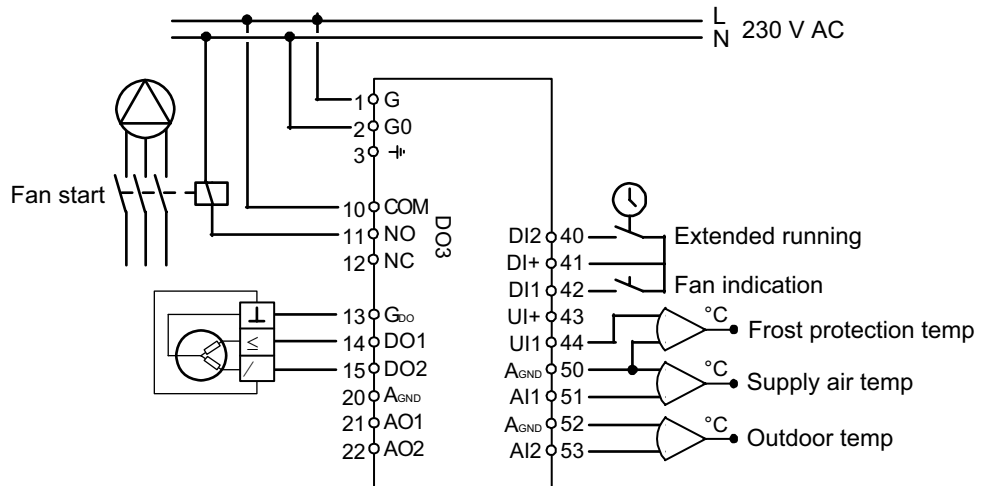 L
N 230 V AC
1 G
2 G0
3
Fan start
10 COM
11 NO
12 NC
DO3
13 GDO
14 DO1
15 DO2
20 AGND
21 AO1
22 AO2
DI2 40 Extended running
DI+ 41
DI1 42 Fan indication
UI+ 43
UI1 44
°C Frost protection temp
AGND 50
AI1 51
°C Supply air temp
AGND 52
AI2 53
°C Outdoor temp